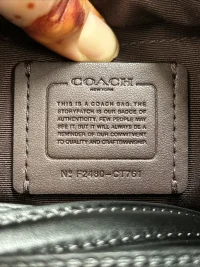 COACH
NEW YORK
THIS IS A COACH BAG. THE
STORYPATCH IS OUR BADGE OF
AUTHENTICITY. FEW PEOPLE MAY
SEE IT, BUT IT WILL ALWAYS BE A
REMINDER OF OUR COMMITMENT
TO QUALITY AND CRAFTSMANSHIP.
Nº F2480-CT761